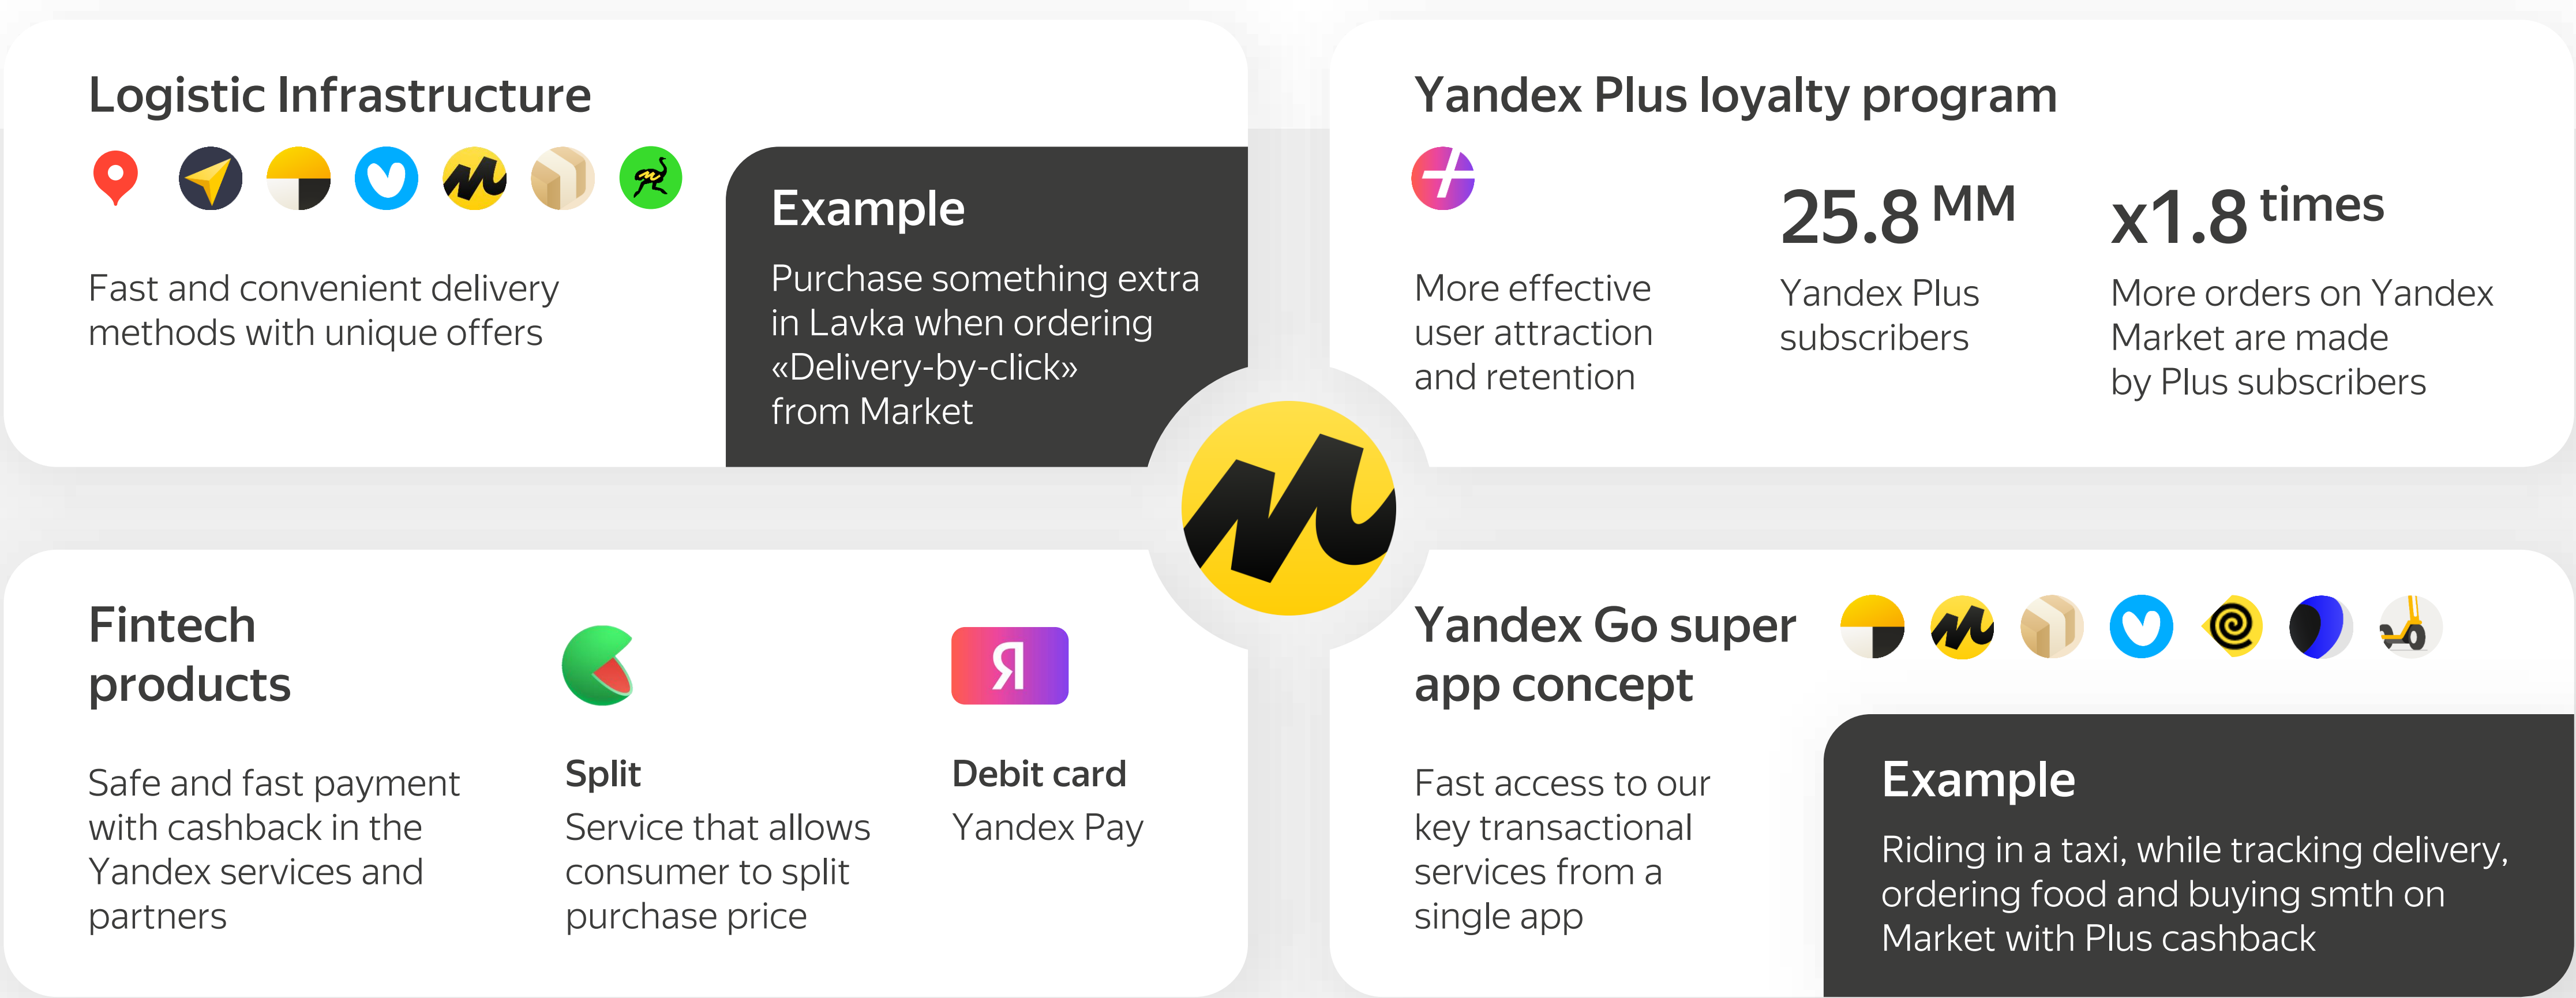 Logistic Infrastructure
Fast and convenient delivery
methods with unique offers
Example
Purchase something extra
in Lavka when ordering
«Delivery-by-click»
from Market
Yandex Plus loyalty program
More effective
user attraction
and retention
25.8 MM
Yandex Plus
subscribers
x1.8 times
More orders on Yandex
Market are made
by Plus subscribers
Fintech
products
Safe and fast payment
with cashback in the
Yandex services and
partners
Split
Service that allows
consumer to split
purchase price
Я
Debit card
Yandex Pay
Yandex Go super
app concept
Fast access to our
key transactional
services from a
single app
Example
Riding in a taxi, while tracking delivery,
ordering food and buying smth on
Market with Plus cashback